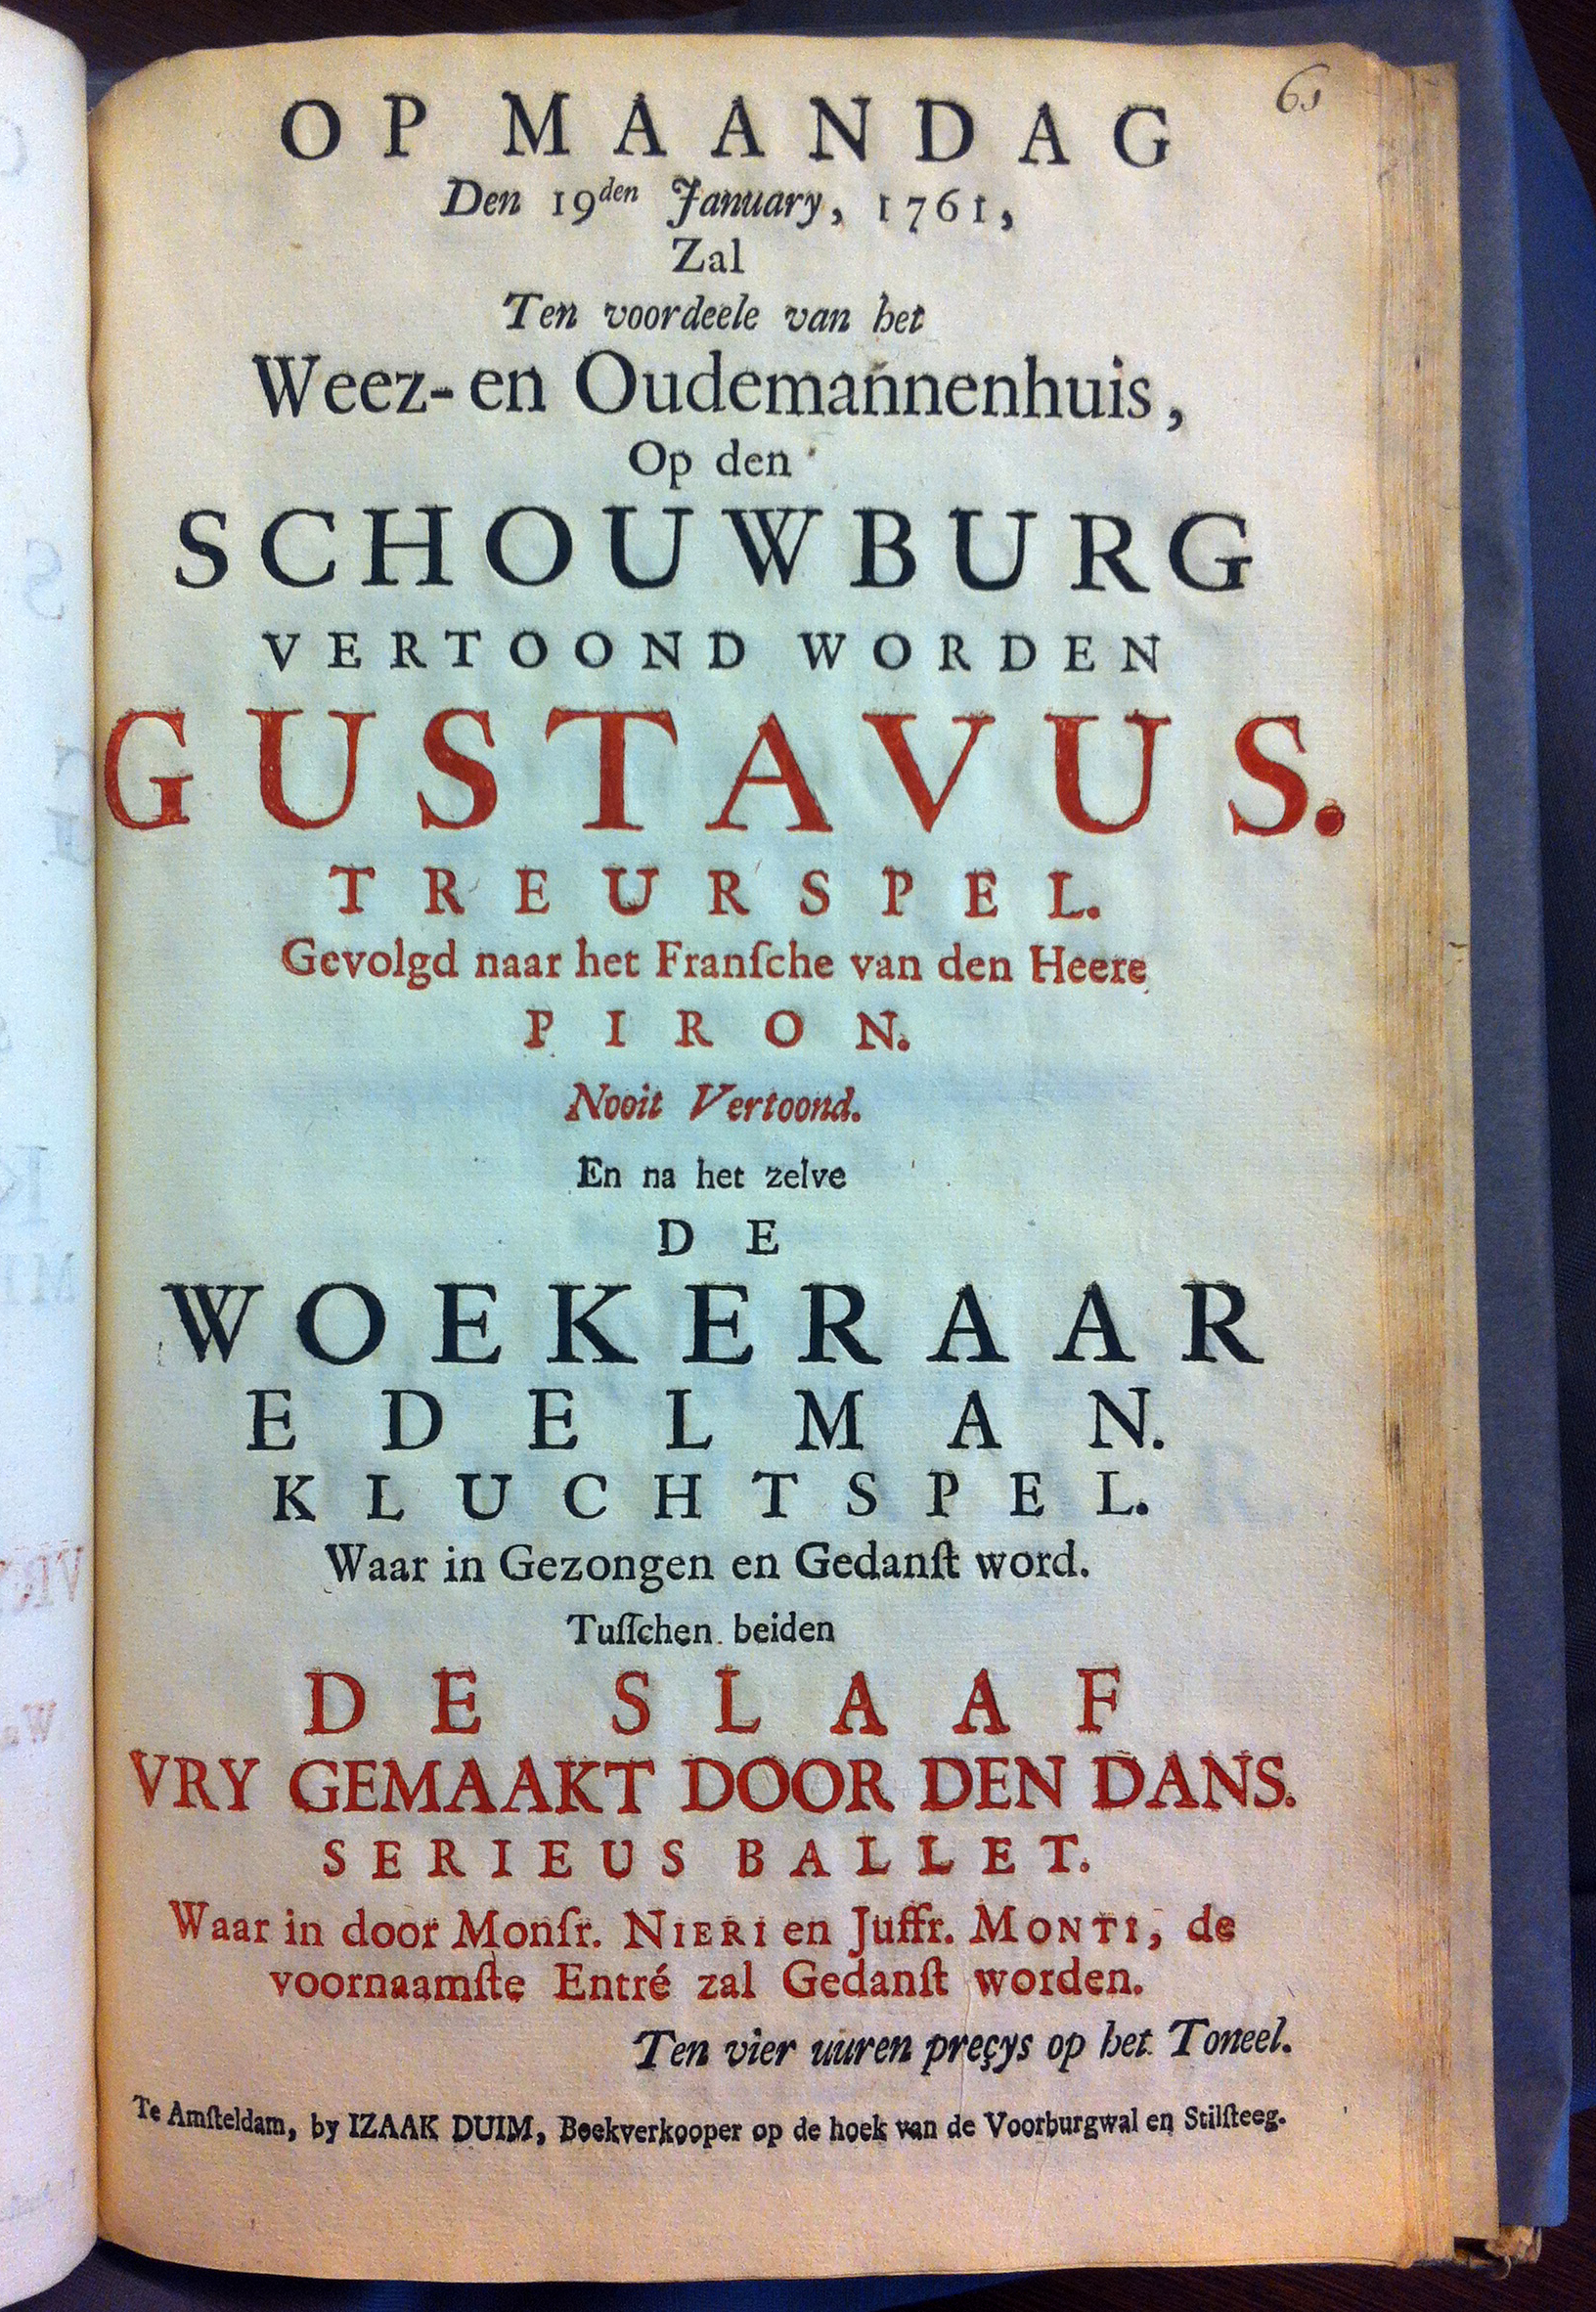 61
OP MAANDAG
Den 19den January, 1761,
Zal
Ten voordeele van het
Weez- en Oudemannenhuis,
Op den
SCHOUWBURG
VERTOOND WORDEN
GUSTAVUS.
TREURSPEL.
Gevolgd naar het Franſche van den Heere
PIRON.
Nooit Vertoond.
En na het zelve
DE
WOEKERAAR
EDELMAN.
KLUCHTSPEL.
Waar in Gezongen en Gedanſt word.
Tuſſchen beiden
DE SLAAF
VRY GEMAAKT DOOR DEN DANS.
SERIEUS BALLET.
Waar in door Monſr. NIERI en Juffr. MONTI, de
voornaamſte Entré zal Gedanſt worden.
Ten vier uuren preçys op het Toneel.
Te Amſteldam, by IZAAK DUIM, Boekverkooper op de hoek van de Voorburgwal en Stilſteeg.